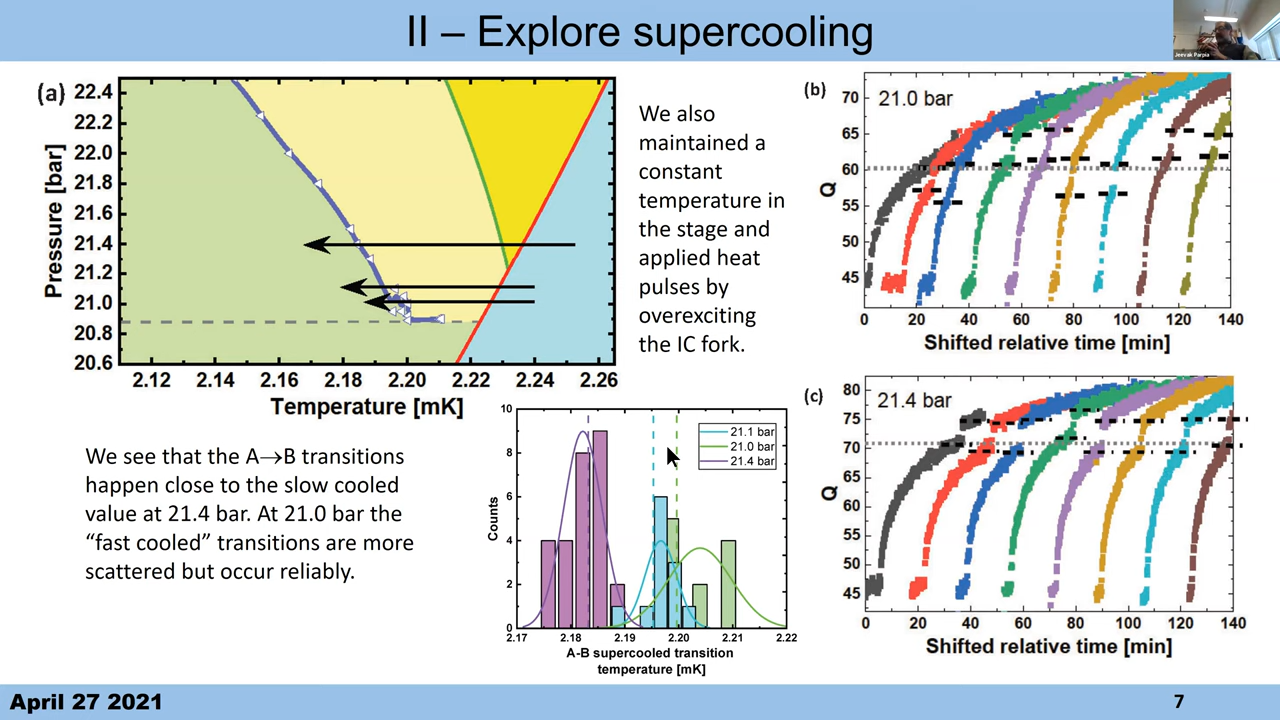 II – Explore supercooling
Jeevak Parpia
(a)
22.4
22.2
22.0
21.8
21.6
21.4
21.2
21.0
20.8
20.6
Pressure [bar]
2.12 2.14 2.16 2.18 2.20 2.22 2.24 2.26
Temperature [mK]
We also
maintained a
constant
temperature in
the stage and
applied heat
pulses by
overexciting
the IC fork.
(b)
21.0 bar
70
65
60
55
50
45
Q
0 20 40 60 80 100 120 140
Shifted relative time [min]
We see that the A→B transitions
happen close to the slow cooled
value at 21.4 bar. At 21.0 bar the
“fast cooled” transitions are more
scattered but occur reliably.
10
8
6
4
2
0
Counts
21.1 bar
21.0 bar
21.4 bar
2.17 2.18 2.19 2.20 2.21 2.22
A-B supercooled transition
temperature [mK]
(c)
21.4 bar
80
75
70
65
60
55
50
45
Q
0 20 40 60 80 100 120 140
Shifted relative time [min]
April 27 2021
7